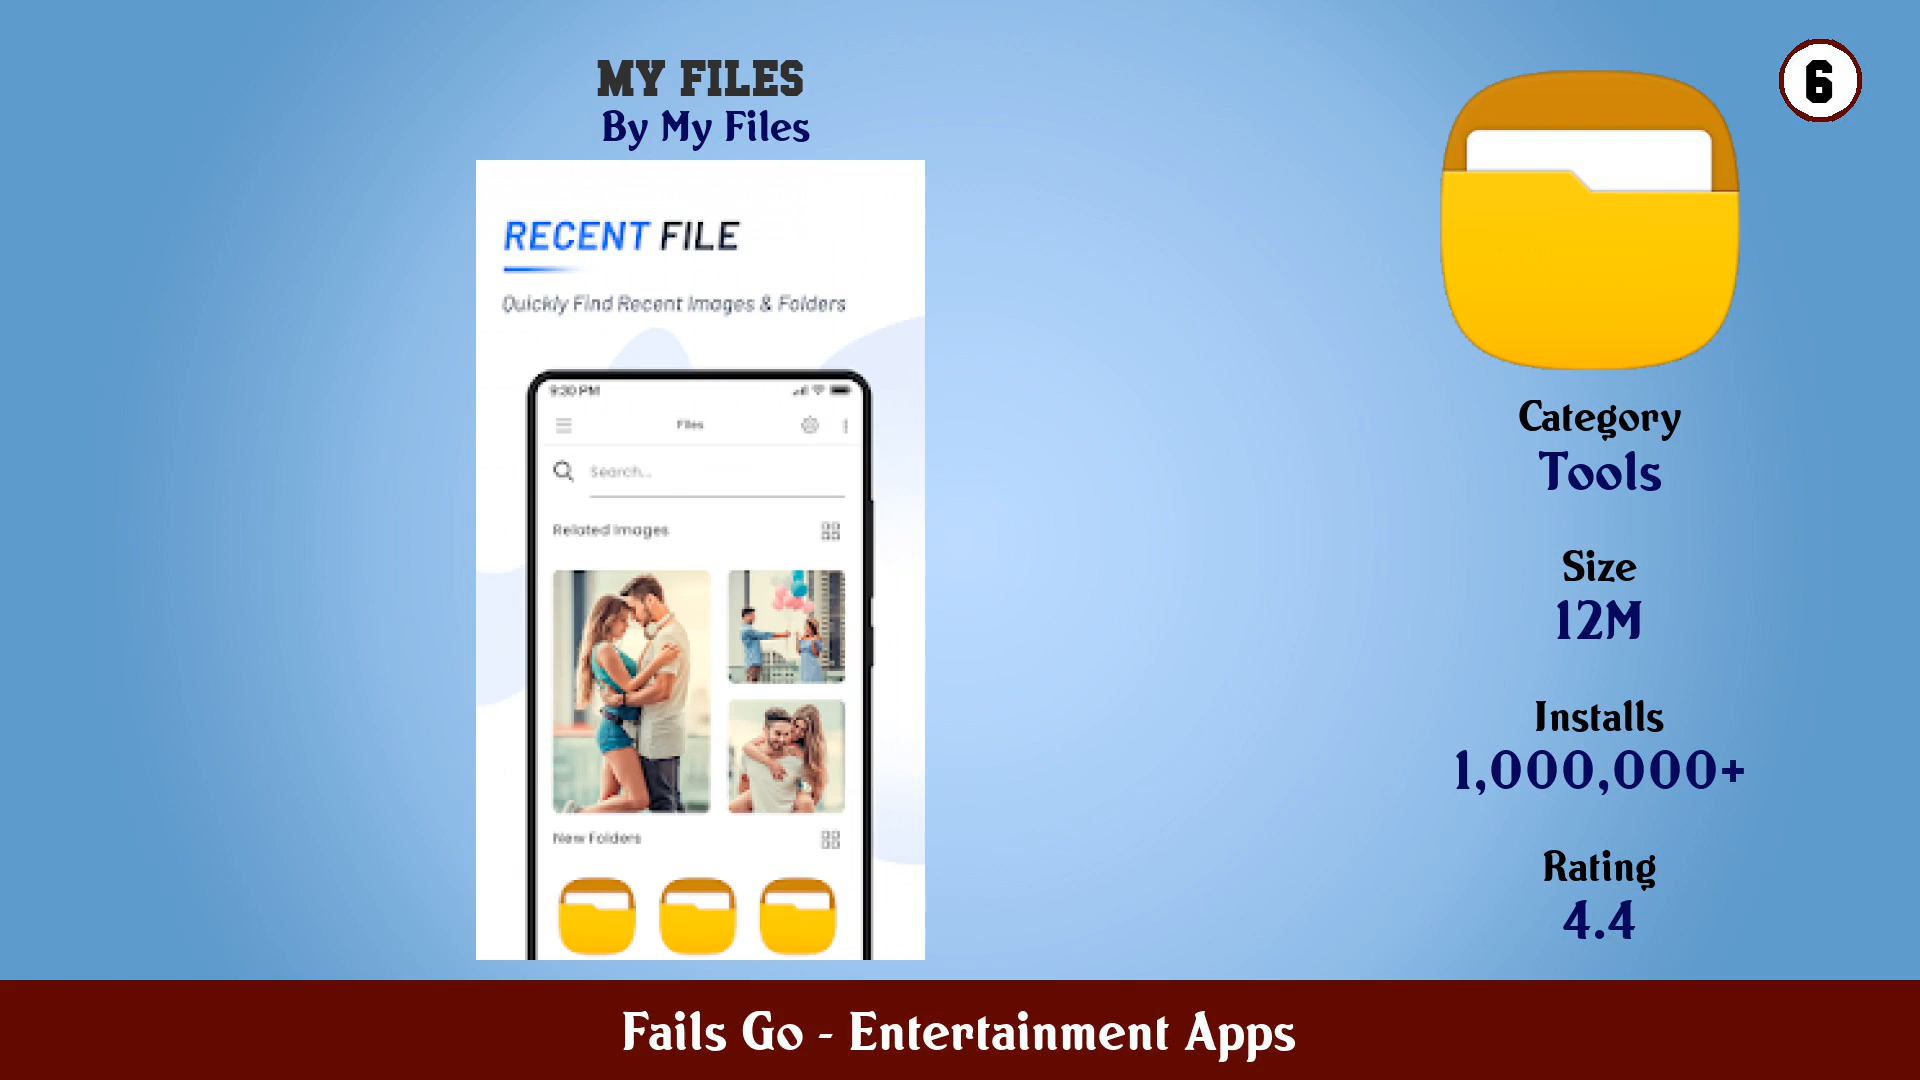 MY FILES
By My Files
6
RECENT FILE
Quickly Find Recent Images & Folders
9:30 PM
Files
Search...
Related Images
New Folders
Category
Tools
Size
12M
Installs
1,000,000+
Rating
4.4
Fails Go - Entertainment Apps